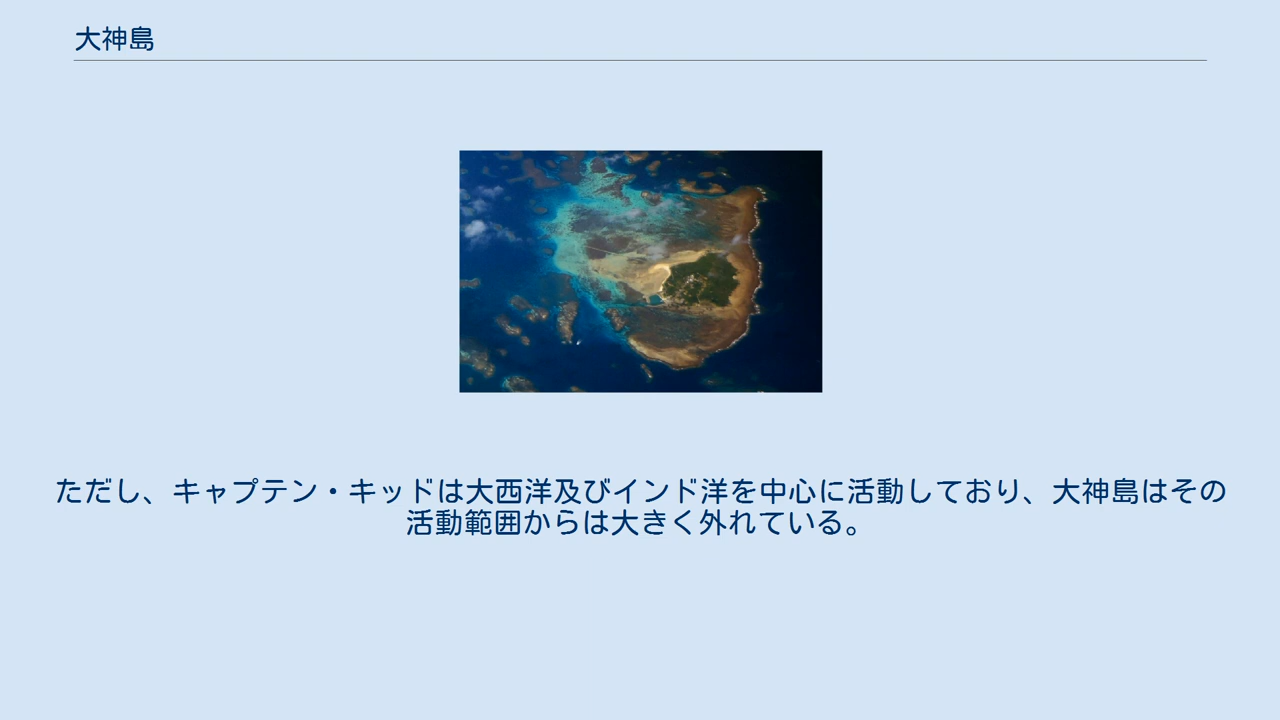 大神島
ただし、キャプテン・キッドは大西洋及びインド洋を中心に活動しており、大神島はその
活動範囲からは大きく外れている。